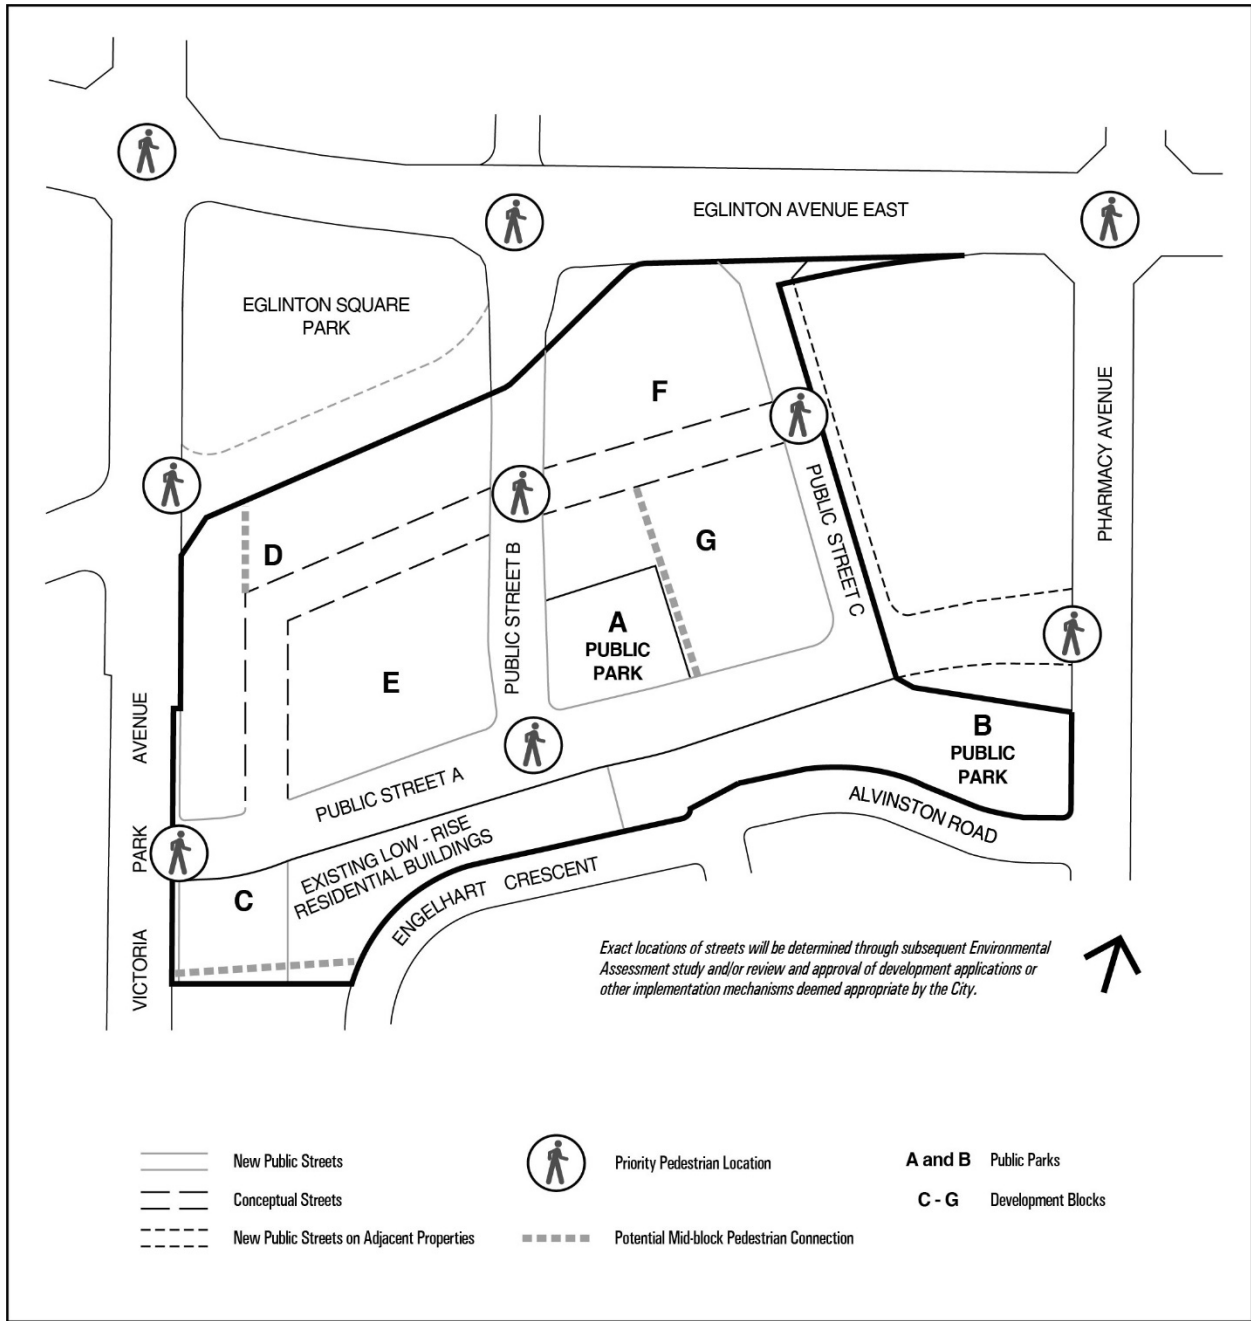 EGLINTON AVENUE EAST
EGLINTON SQUARE
PARK
PHARMACY AVENUE
F
D
G
PUBLIC STREET B
PUBLIC STREET C
A
PUBLIC
PARK
E
B
PUBLIC
PARK
VICTORIA PARK AVENUE
PUBLIC STREET A
ALVINSTON ROAD
EXISTING LOW - RISE
RESIDENTIAL BUILDINGS
C
ENGELHART CRESCENT
Exact locations of streets will be determined through subsequent Environmental
Assessment study and/or review and approval of development applications or
other implementation mechanisms deemed appropriate by the City.
New Public Streets
Conceptual Streets
New Public Streets on Adjacent Properties
Priority Pedestrian Location
Potential Mid-block Pedestrian Connection
A and B Public Parks
C - G Development Blocks